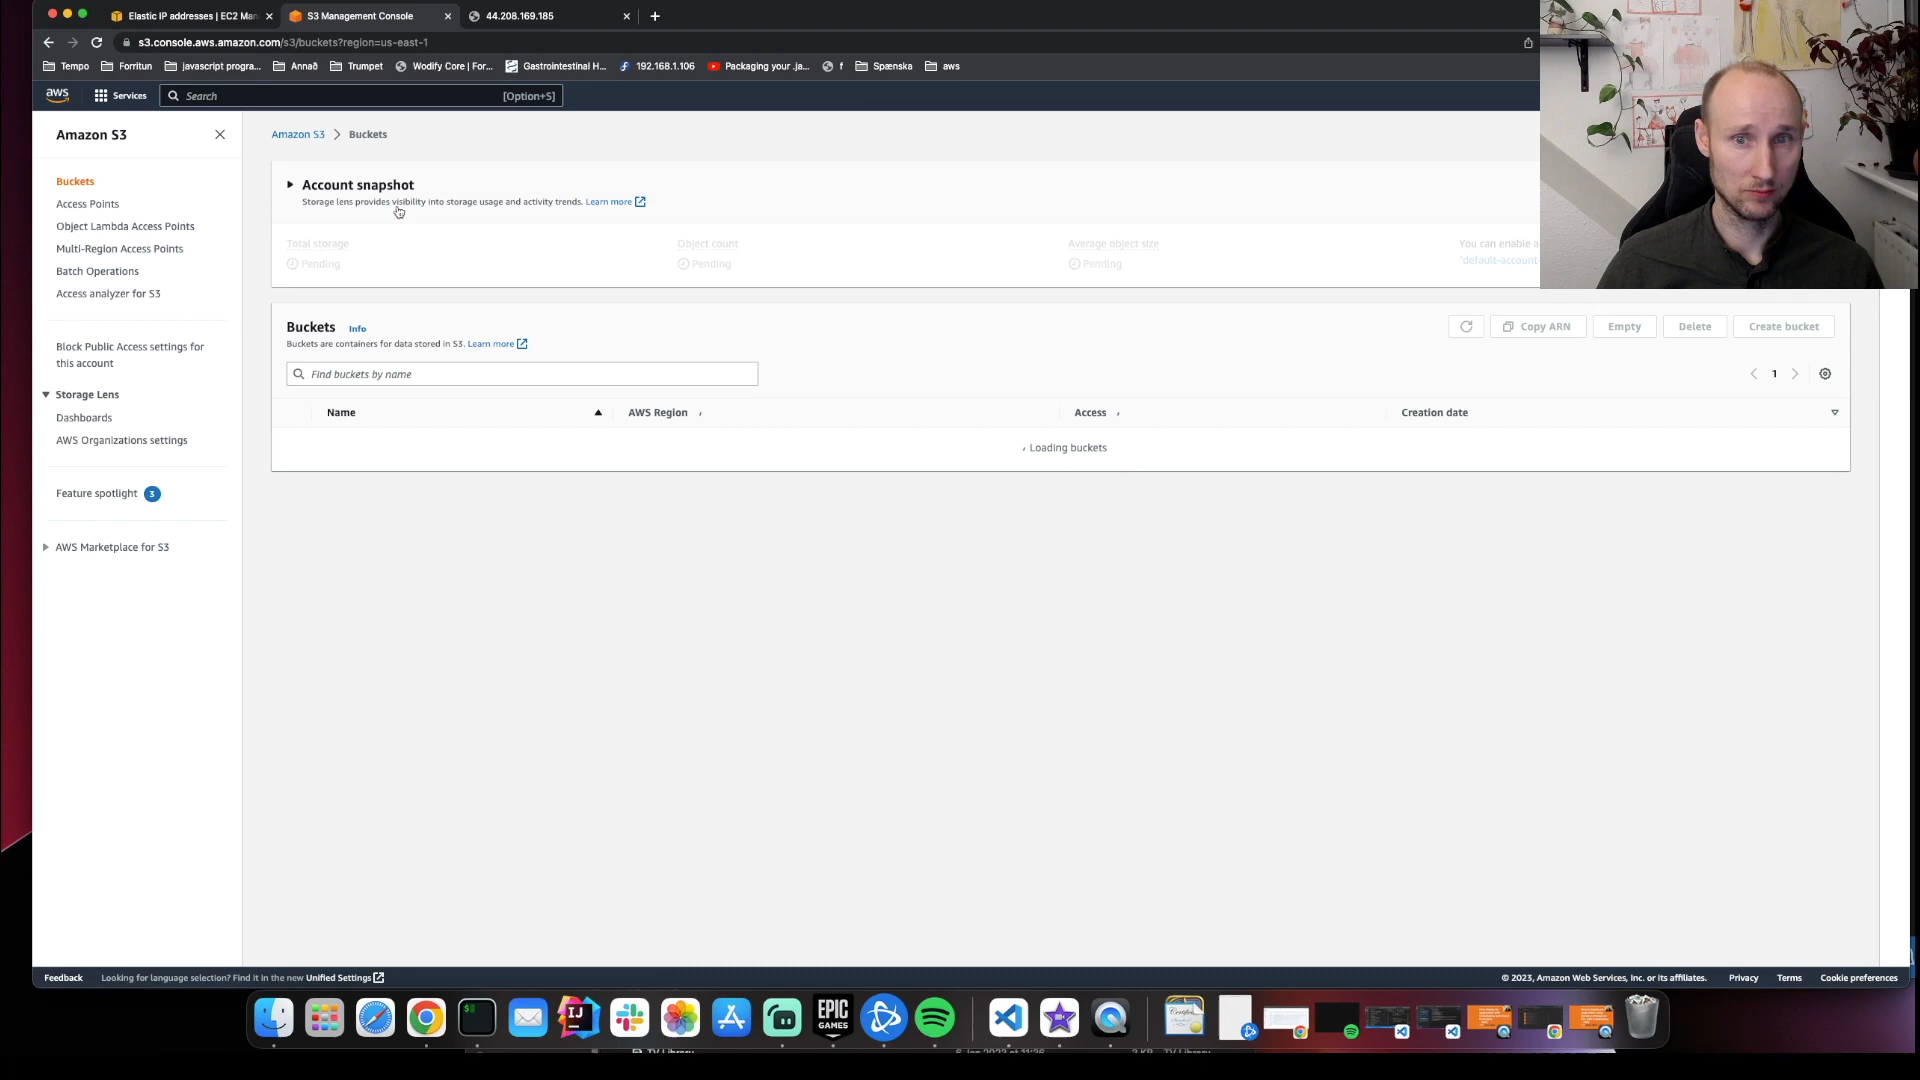 Elastic IP addresses | EC2 Man
S3 Management Console
44.208.169.185
s3.console.aws.amazon.com/s3/buckets?region=us-east-1
Tempo
Forritun
javascript progra...
Annað
Trumpet
Wodify Core | For...
Gastrointestinal H...
192.168.1.106
Packaging your .ja...
f
Spænska
aws
aws
Services
Search
[Option+S]
Amazon S3
Buckets
Access Points
Object Lambda Access Points
Multi-Region Access Points
Batch Operations
Access analyzer for S3
Block Public Access settings for
this account
Storage Lens
Dashboards
AWS Organizations settings
Feature spotlight 3
AWS Marketplace for S3
Amazon S3 > Buckets
Account snapshot
Storage lens provides visibility into storage usage and activity trends. Learn more
Total storage
Pending
Object count
Pending
Average object size
Pending
You can enable a
"default-account-
Buckets Info
Buckets are containers for data stored in S3. Learn more
Copy ARN
Empty
Delete
Create bucket
Find buckets by name
1
Name
AWS Region
Access
Creation date
Loading buckets
Feedback
Looking for language selection? Find it in the new Unified Settings
© 2023, Amazon Web Services, Inc. or its affiliates.
Privacy
Terms
Cookie preferences
$
IJ
EPIC
GAMES